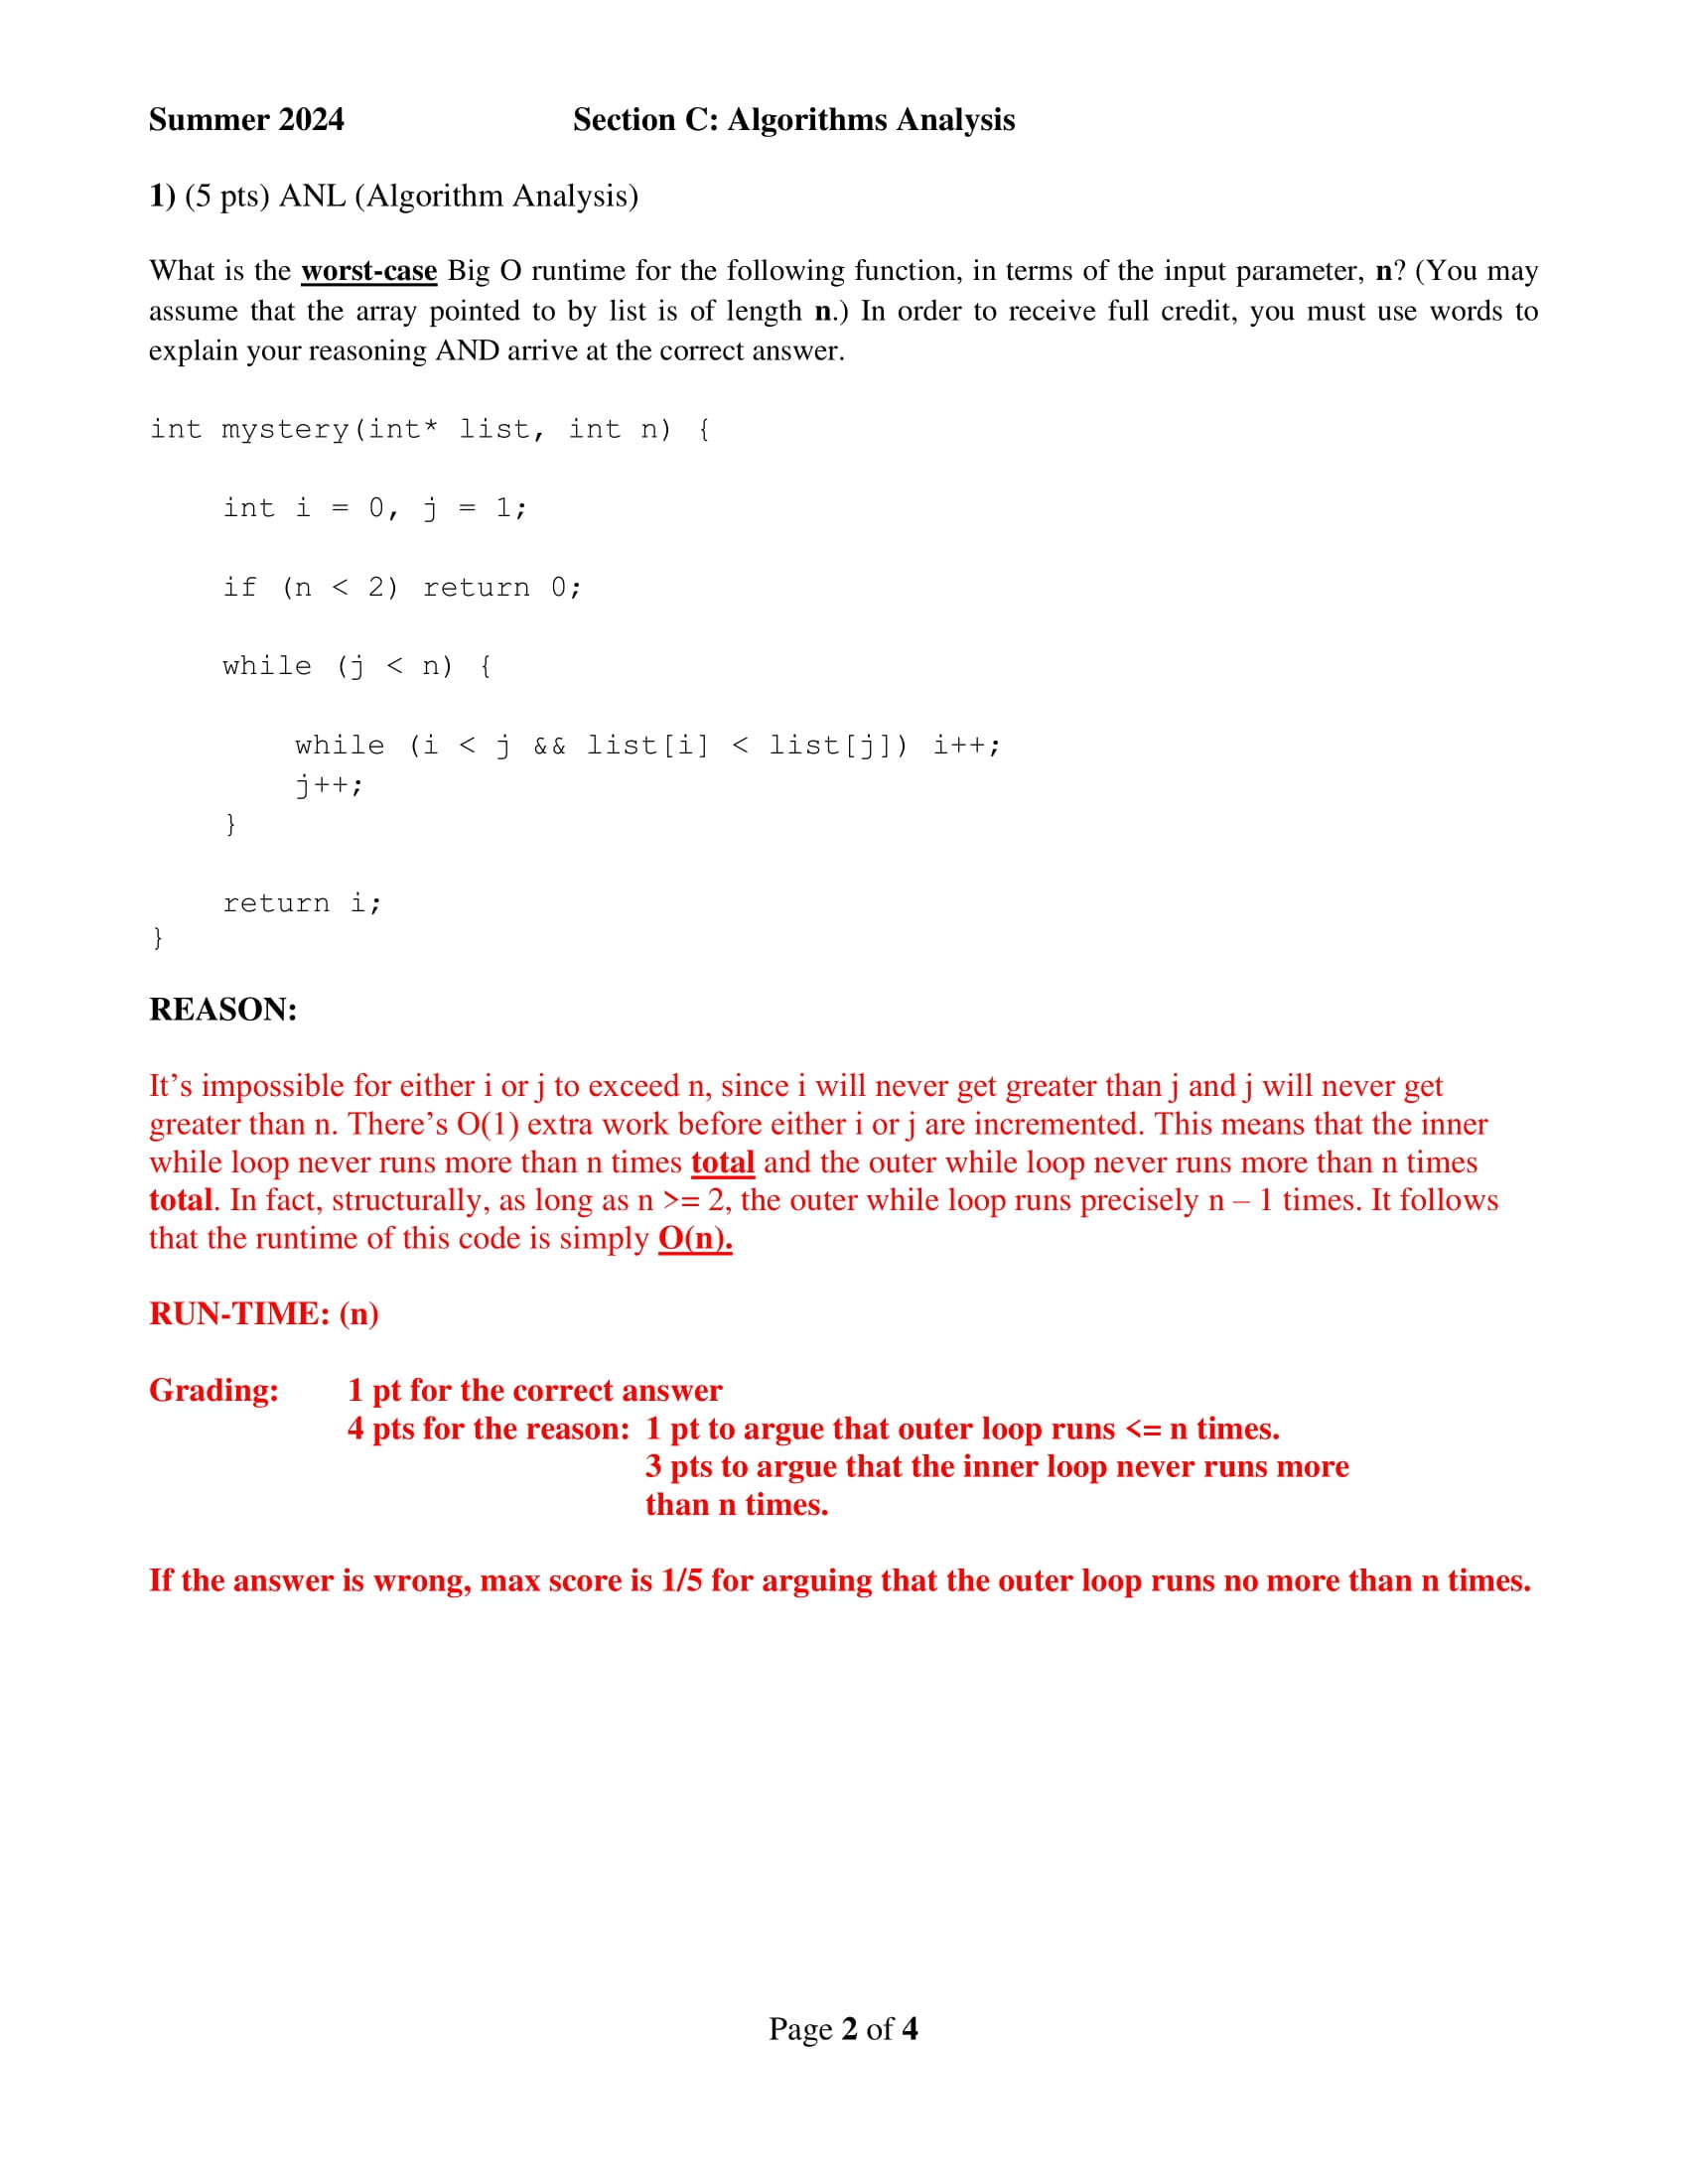 Summer 2024 Section C: Algorithms Analysis
1) (5 pts) ANL (Algorithm Analysis)
What is the worst-case Big O runtime for the following function, in terms of the input parameter, n? (You may
assume that the array pointed to by list is of length n.) In order to receive full credit, you must use words to
explain your reasoning AND arrive at the correct answer.
int mystery(int* list, int n) {
int i = 0, j = 1;
if (n < 2) return 0;
while (j < n) {
while (i < j && list[i] < list[j]) i++;
j++;
}
return i;
}
REASON:
It’s impossible for either i or j to exceed n, since i will never get greater than j and j will never get
greater than n. There’s O(1) extra work before either i or j are incremented. This means that the inner
while loop never runs more than n times total and the outer while loop never runs more than n times
total. In fact, structurally, as long as n >= 2, the outer while loop runs precisely n – 1 times. It follows
that the runtime of this code is simply O(n).
RUN-TIME: (n)
Grading: 1 pt for the correct answer
4 pts for the reason: 1 pt to argue that outer loop runs <= n times.
3 pts to argue that the inner loop never runs more
than n times.
If the answer is wrong, max score is 1/5 for arguing that the outer loop runs no more than n times.
Page 2 of 4